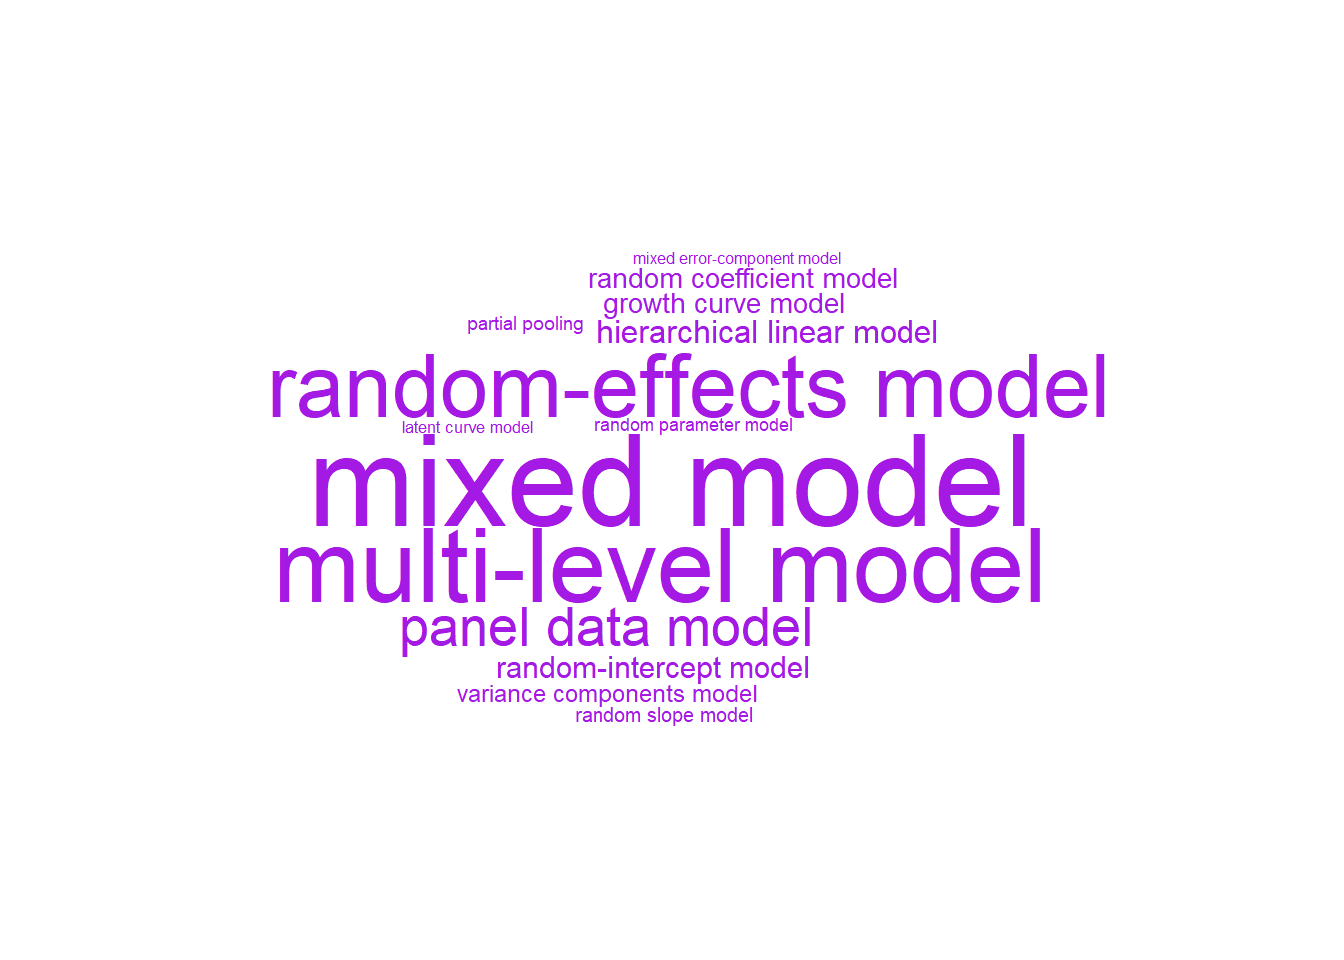 mixed error-component model
random coefficient model
growth curve model
partial pooling
hierarchical linear model
random-effects model
latent curve model
random parameter model
mixed model
multi-level model
panel data model
random-intercept model
variance components model
random slope model